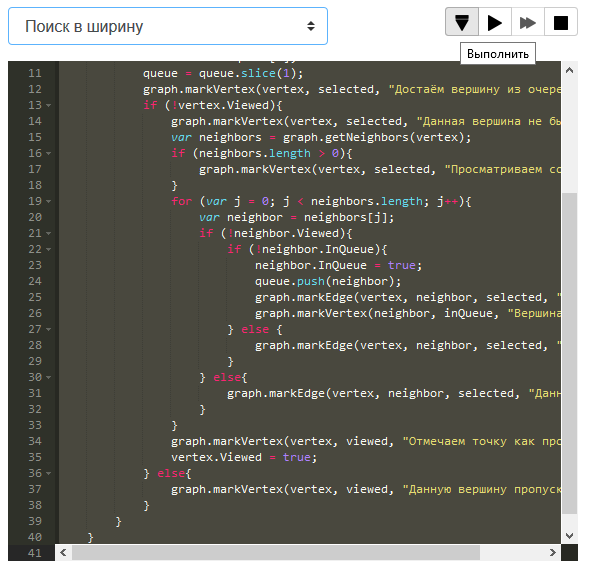 Поиск в ширину
Выполнить
11 queue = queue.slice(1);
12 graph.markVertex(vertex, selected, "Достаём вершину из очере
13 if (!vertex.Viewed){
14 graph.markVertex(vertex, selected, "Данная вершина не бы
15 var neighbors = graph.getNeighbors(vertex);
16 if (neighbors.length > 0){
17 graph.markVertex(vertex, selected, "Просматриваем со
18 }
19 for (var j = 0; j < neighbors.length; j++){
20 var neighbor = neighbors[j];
21 if (!neighbor.Viewed){
22 if (!neighbor.InQueue){
23 neighbor.InQueue = true;
24 queue.push(neighbor);
25 graph.markEdge(vertex, neighbor, selected, "
26 graph.markVertex(neighbor, inQueue, "Вершина
27 } else {
28 graph.markEdge(vertex, neighbor, selected, "
29 }
30 } else{
31 graph.markEdge(vertex, neighbor, selected, "Данн
32 }
33 }
34 graph.markVertex(vertex, viewed, "Отмечаем точку как про
35 vertex.Viewed = true;
36 } else{
37 graph.markVertex(vertex, viewed, "Данную вершину пропуск
38 }
39 }
40 }
41